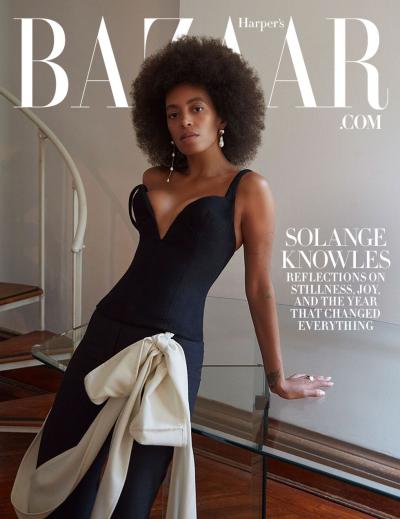 Harper's
BAZAAR
.COM
SOLANGE
KNOWLES
REFLECTIONS ON
STILLNESS, JOY,
AND THE YEAR
THAT CHANGED
EVERYTHING